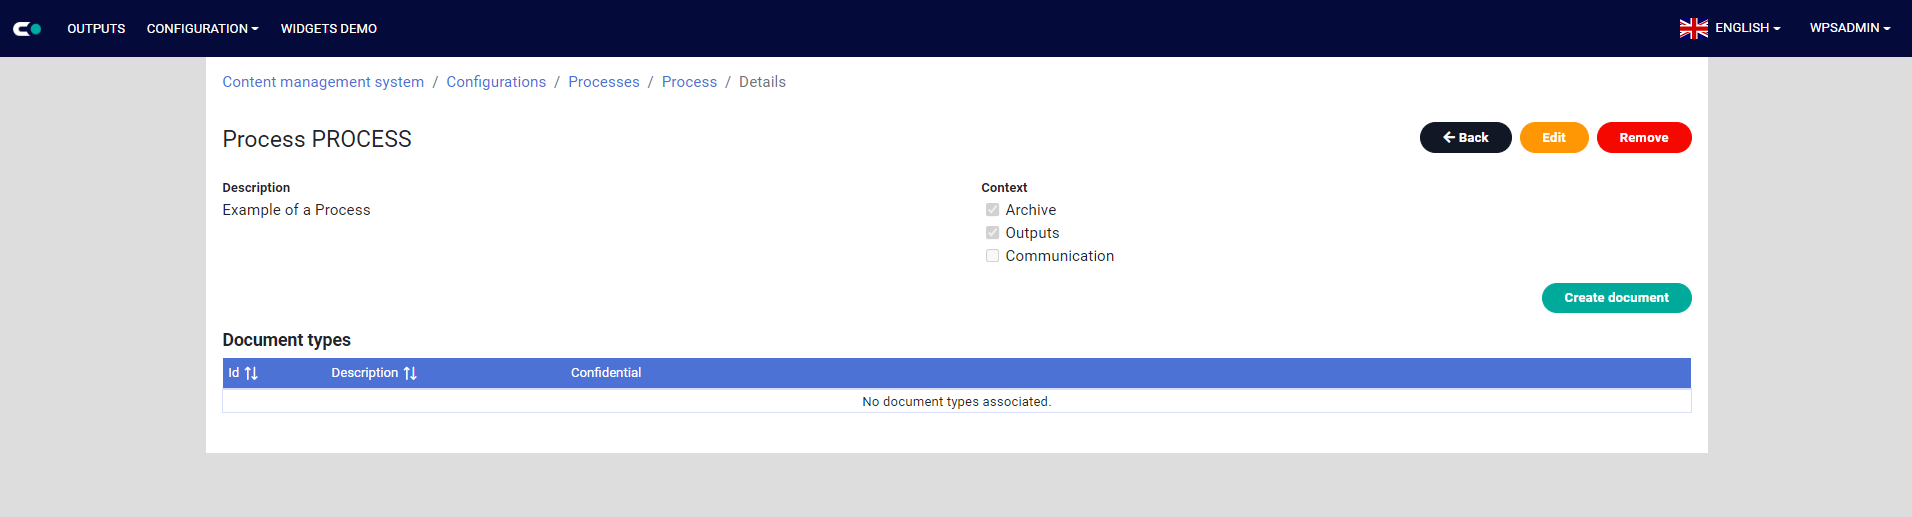 OUTPUTS CONFIGURATION WIDGETS DEMO ENGLISH WPSADMIN
Content management system / Configurations / Processes / Process / Details
Process PROCESS
Back Edit Remove
Description
Example of a Process
Context
Archive
Outputs
Communication
Create document
Document types
Id Description Confidential
No document types associated.